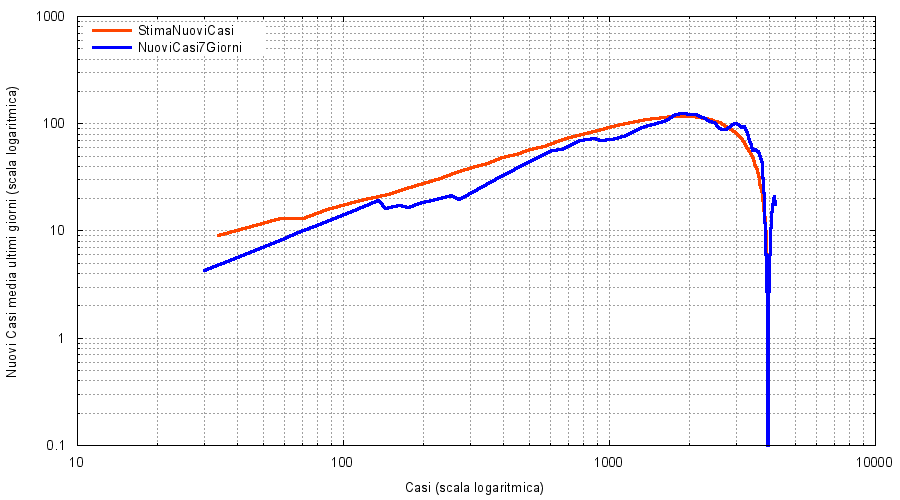 1000
StimaNuoviCasi
NuoviCasi7Giorni
100
10
1
0.1
Nuovi Casi media ultimi giorni (scala logaritmica)
10 100 1000 10000
Casi (scala logaritmica)